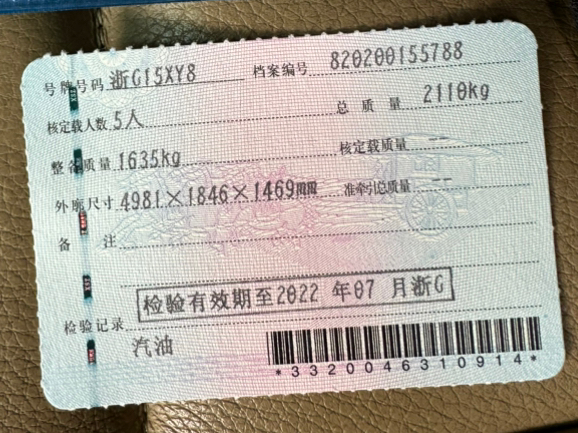 号牌号码 浙G15XY8 档案编号 820200155788
核定载人数 5人 总质量 2110kg
整备质量 1635kg 核定载质量 --
外廓尺寸 4981×1846×1469mm 准牵引总质量 --
备注
检验有效期至2022 年07 月浙G
检验记录
汽油
*3320046310914*